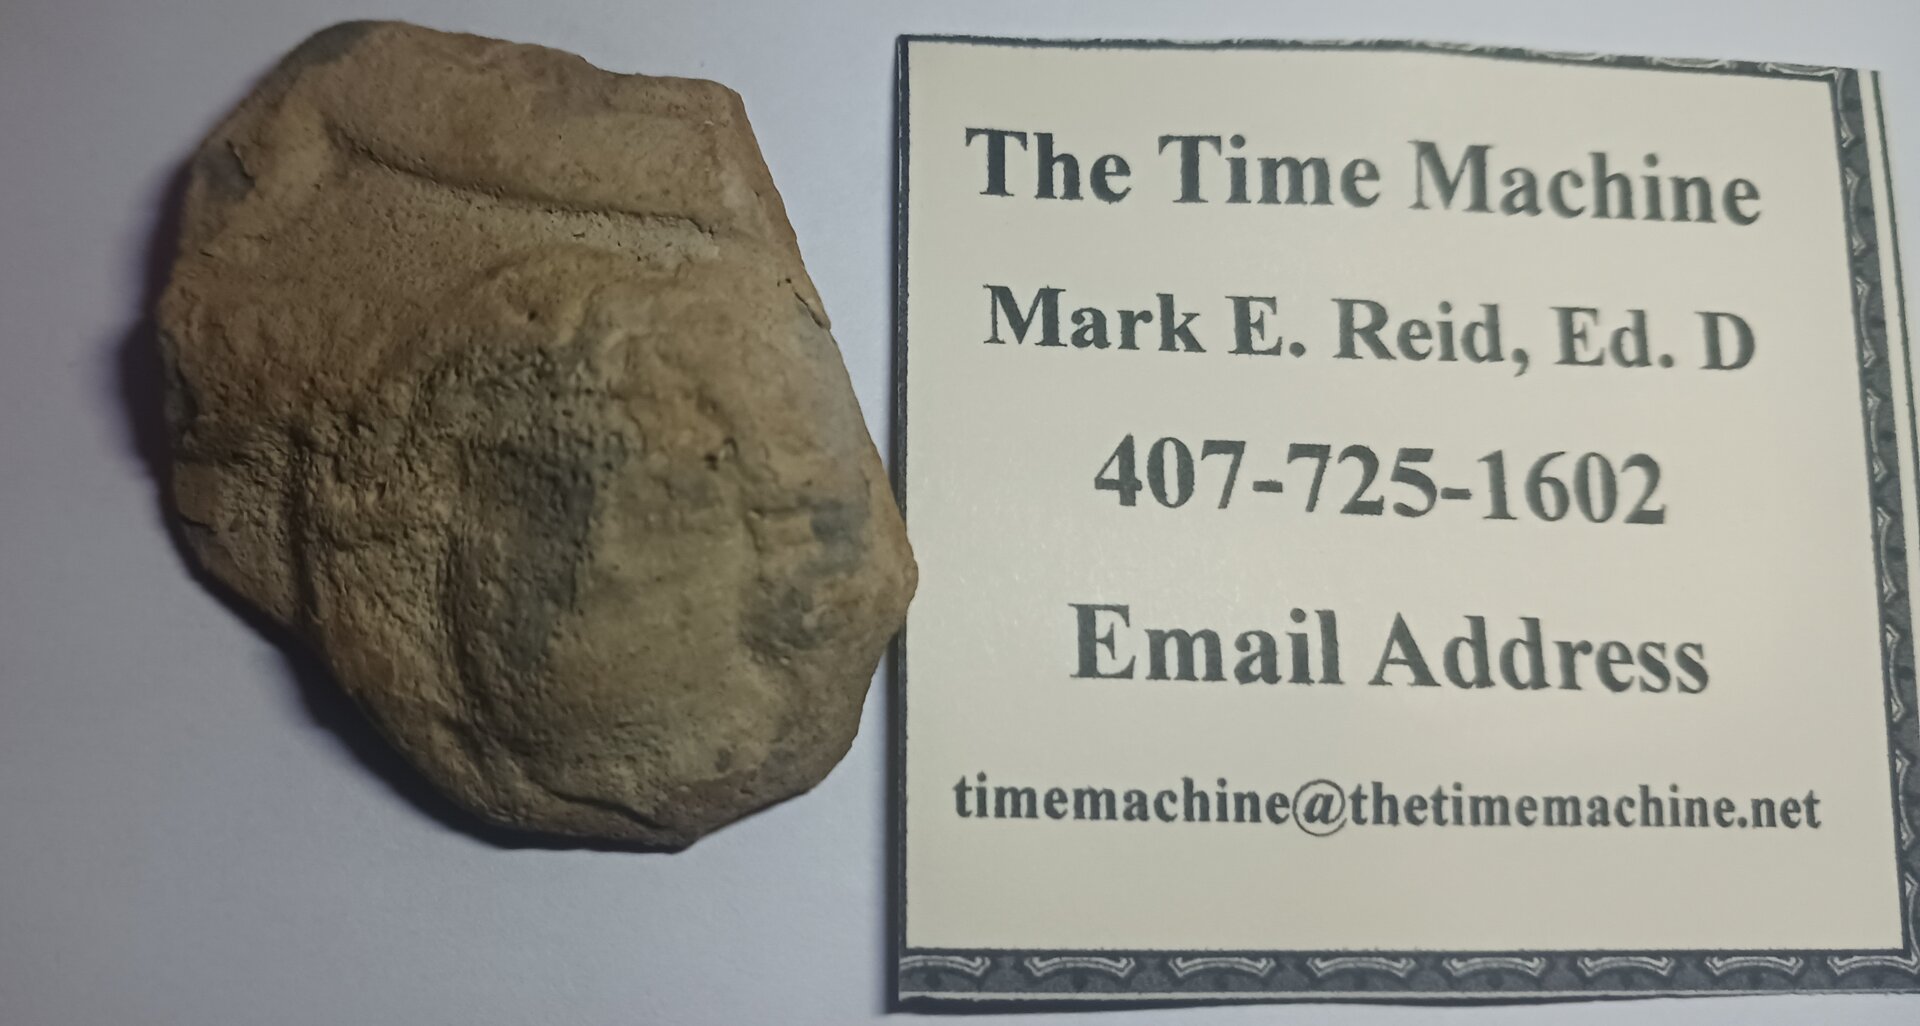 The Time Machine
Mark E. Reid, Ed. D
407-725-1602
Email Address
timemachine@thetimemachine.net